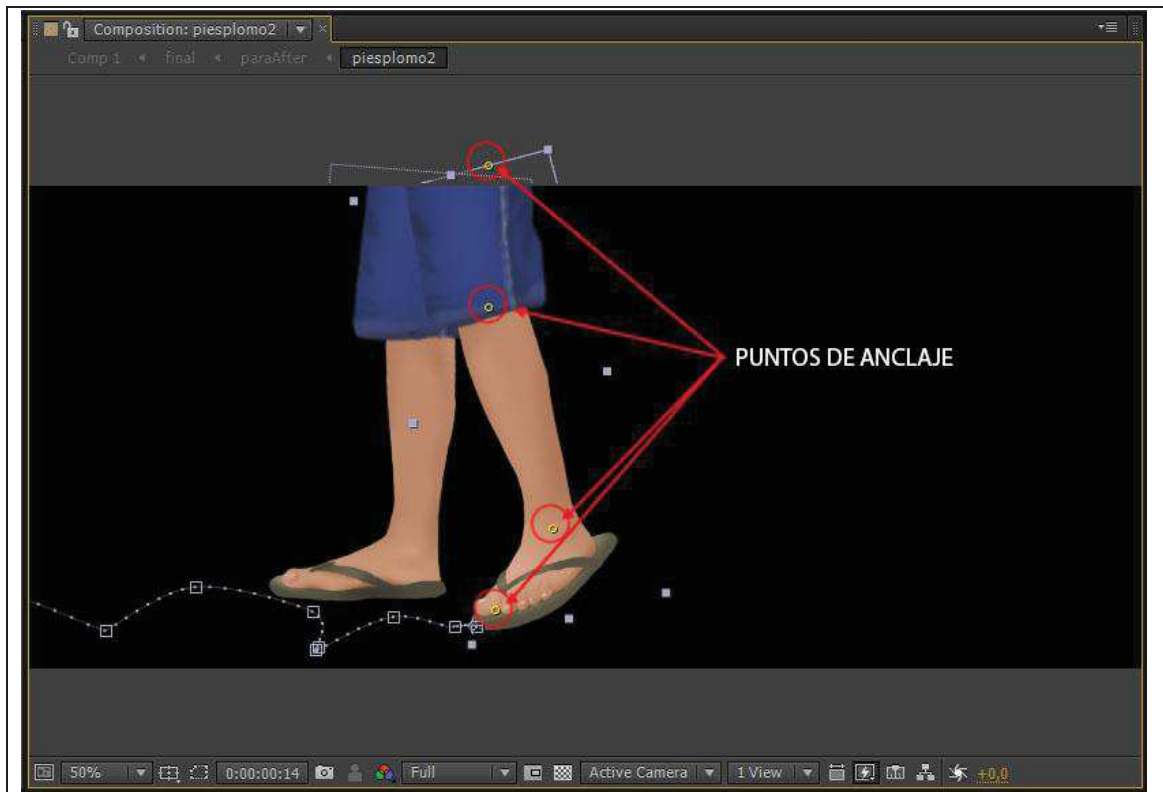 Composition: piesplomo2
Comp 1 final paraAfter piesplomo2
PUNTOS DE ANCLAJE
50% 0:00:00:14 Full Active Camera 1 View +0,0